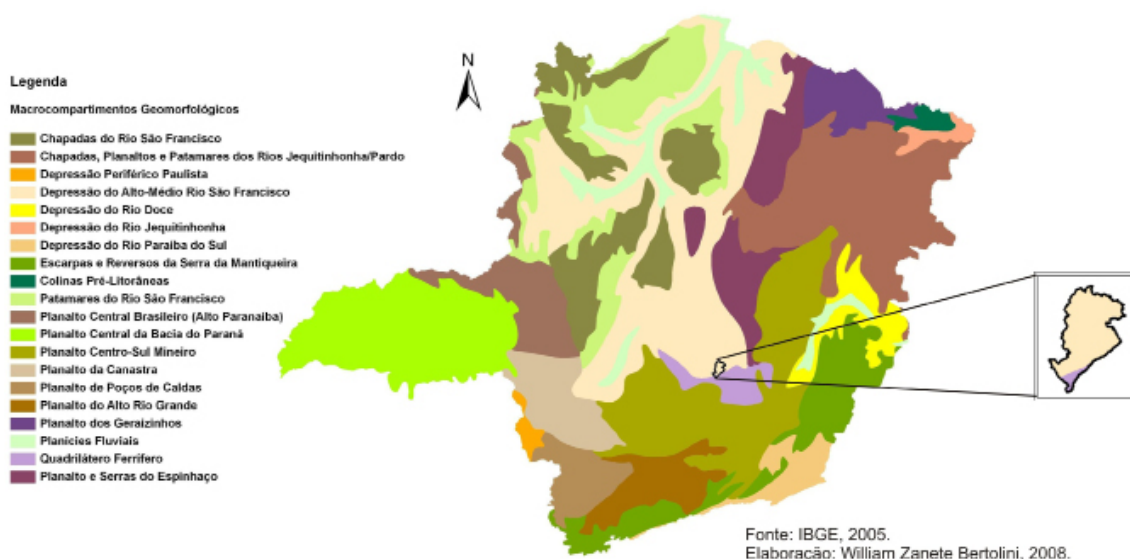 Legenda
Macrocompartimentos Geomorfológicos
Chapadas do Rio São Francisco
Chapadas, Planaltos e Patamares dos Rios Jequitinhonha/Pardo
Depressão Periférico Paulista
Depressão do Alto-Médio Rio São Francisco
Depressão do Rio Doce
Depressão do Rio Jequitinhonha
Depressão do Rio Paraíba do Sul
Escarpas e Reversos da Serra da Mantiqueira
Colinas Pré-Litorâneas
Patamares do Rio São Francisco
Planalto Central Brasileiro (Alto Paranaíba)
Planalto Central da Bacia do Paraná
Planalto Centro-Sul Mineiro
Planalto da Canastra
Planalto de Poços de Caldas
Planalto do Alto Rio Grande
Planalto dos Geraizinhos
Planícies Fluviais
Quadrilátero Ferrífero
Planalto e Serras do Espinhaço
N
Fonte: IBGE, 2005.
Elaboração: William Zanete Bertolini, 2008.